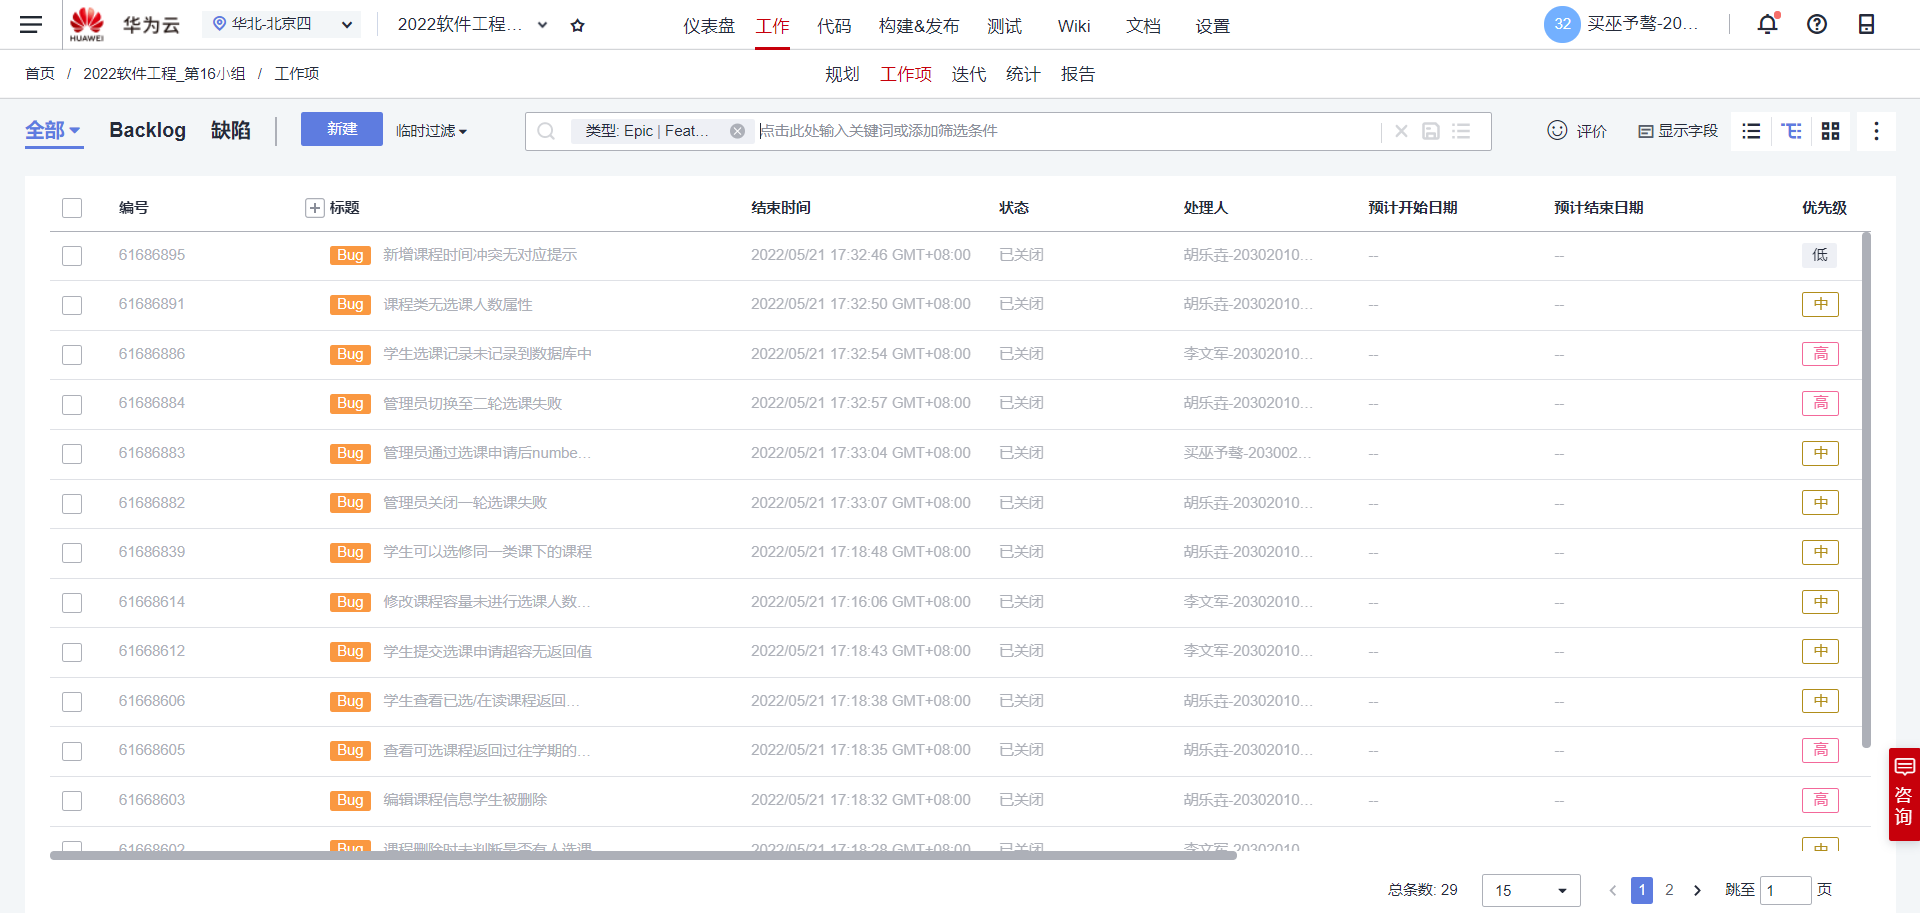 HUAWEI 华为云 华北-北京四 2022软件工程... 仪表盘 工作 代码 构建&发布 测试 Wiki 文档 设置 32 买巫予骜-20...
首页 / 2022软件工程_第16小组 / 工作项 规划 工作项 迭代 统计 报告
全部 Backlog 缺陷 新建 临时过滤 类型: Epic | Feat... 点击此处输入关键词或添加筛选条件 评价 显示字段
编号 标题 结束时间 状态 处理人 预计开始日期 预计结束日期 优先级
61686895 Bug 新增课程时间冲突无对应提示 2022/05/21 17:32:46 GMT+08:00 已关闭 胡乐垚-20302010... -- -- 低
61686891 Bug 课程类无选课人数属性 2022/05/21 17:32:50 GMT+08:00 已关闭 胡乐垚-20302010... -- -- 中
61686886 Bug 学生选课记录未记录到数据库中 2022/05/21 17:32:54 GMT+08:00 已关闭 李文军-20302010... -- -- 高
61686884 Bug 管理员切换至二轮选课失败 2022/05/21 17:32:57 GMT+08:00 已关闭 胡乐垚-20302010... -- -- 高
61686883 Bug 管理员通过选课申请后numbe... 2022/05/21 17:33:04 GMT+08:00 已关闭 买巫予骜-203002... -- -- 中
61686882 Bug 管理员关闭一轮选课失败 2022/05/21 17:33:07 GMT+08:00 已关闭 胡乐垚-20302010... -- -- 中
61686839 Bug 学生可以选修同一类课下的课程 2022/05/21 17:18:48 GMT+08:00 已关闭 胡乐垚-20302010... -- -- 中
61668614 Bug 修改课程容量未进行选课人数... 2022/05/21 17:16:06 GMT+08:00 已关闭 李文军-20302010... -- -- 中
61668612 Bug 学生提交选课申请超容无返回值 2022/05/21 17:18:43 GMT+08:00 已关闭 李文军-20302010... -- -- 中
61668606 Bug 学生查看已选/在读课程返回... 2022/05/21 17:18:38 GMT+08:00 已关闭 胡乐垚-20302010... -- -- 中
61668605 Bug 查看可选课程返回过往学期的... 2022/05/21 17:18:35 GMT+08:00 已关闭 胡乐垚-20302010... -- -- 高
61668603 Bug 编辑课程信息学生被删除 2022/05/21 17:18:32 GMT+08:00 已关闭 胡乐垚-20302010... -- -- 高
61668602 Bug 课程删除时未判断是否有人选课 2022/05/21 17:18:28 GMT+08:00 已关闭 李文军-20302010 中
咨询
总条数: 29 15 1 2 跳至 1 页